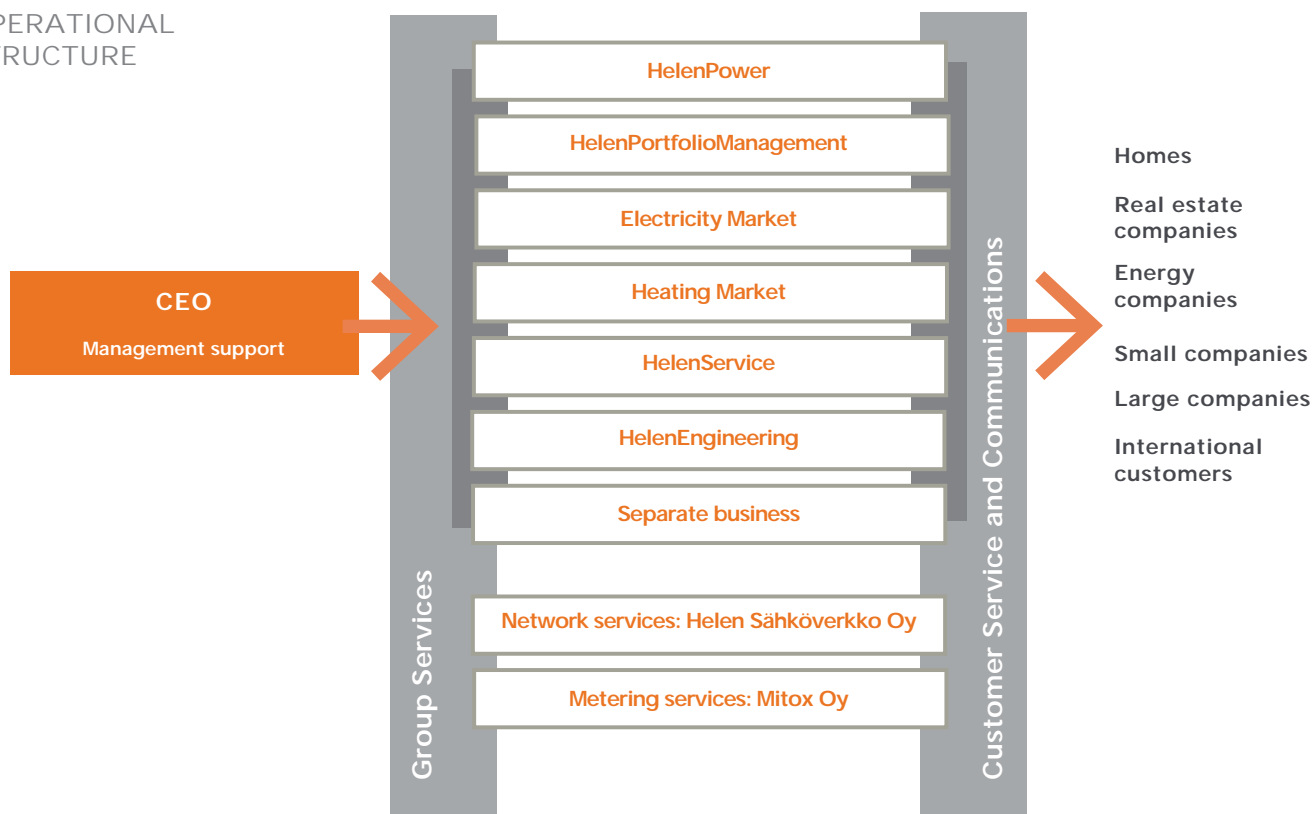 PERATIONAL
TRUCTURE
HelenPower
HelenPortfolioManagement
Electricity Market
Heating Market
HelenService
HelenEngineering
Separate business
Network services: Helen Sähköverkko Oy
Metering services: Mitox Oy
CEO
Management support
Group Services
Customer Service and Communications
Homes
Real estate
companies
Energy
companies
Small companies
Large companies
International
customers